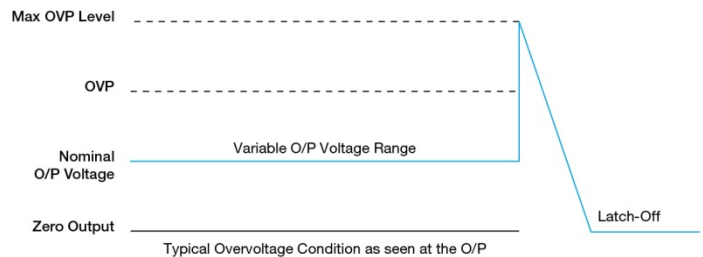 Max OVP Level
OVP
Variable O/P Voltage Range
Nominal
O/P Voltage
Zero Output
Latch-Off
Typical Overvoltage Condition as seen at the O/P